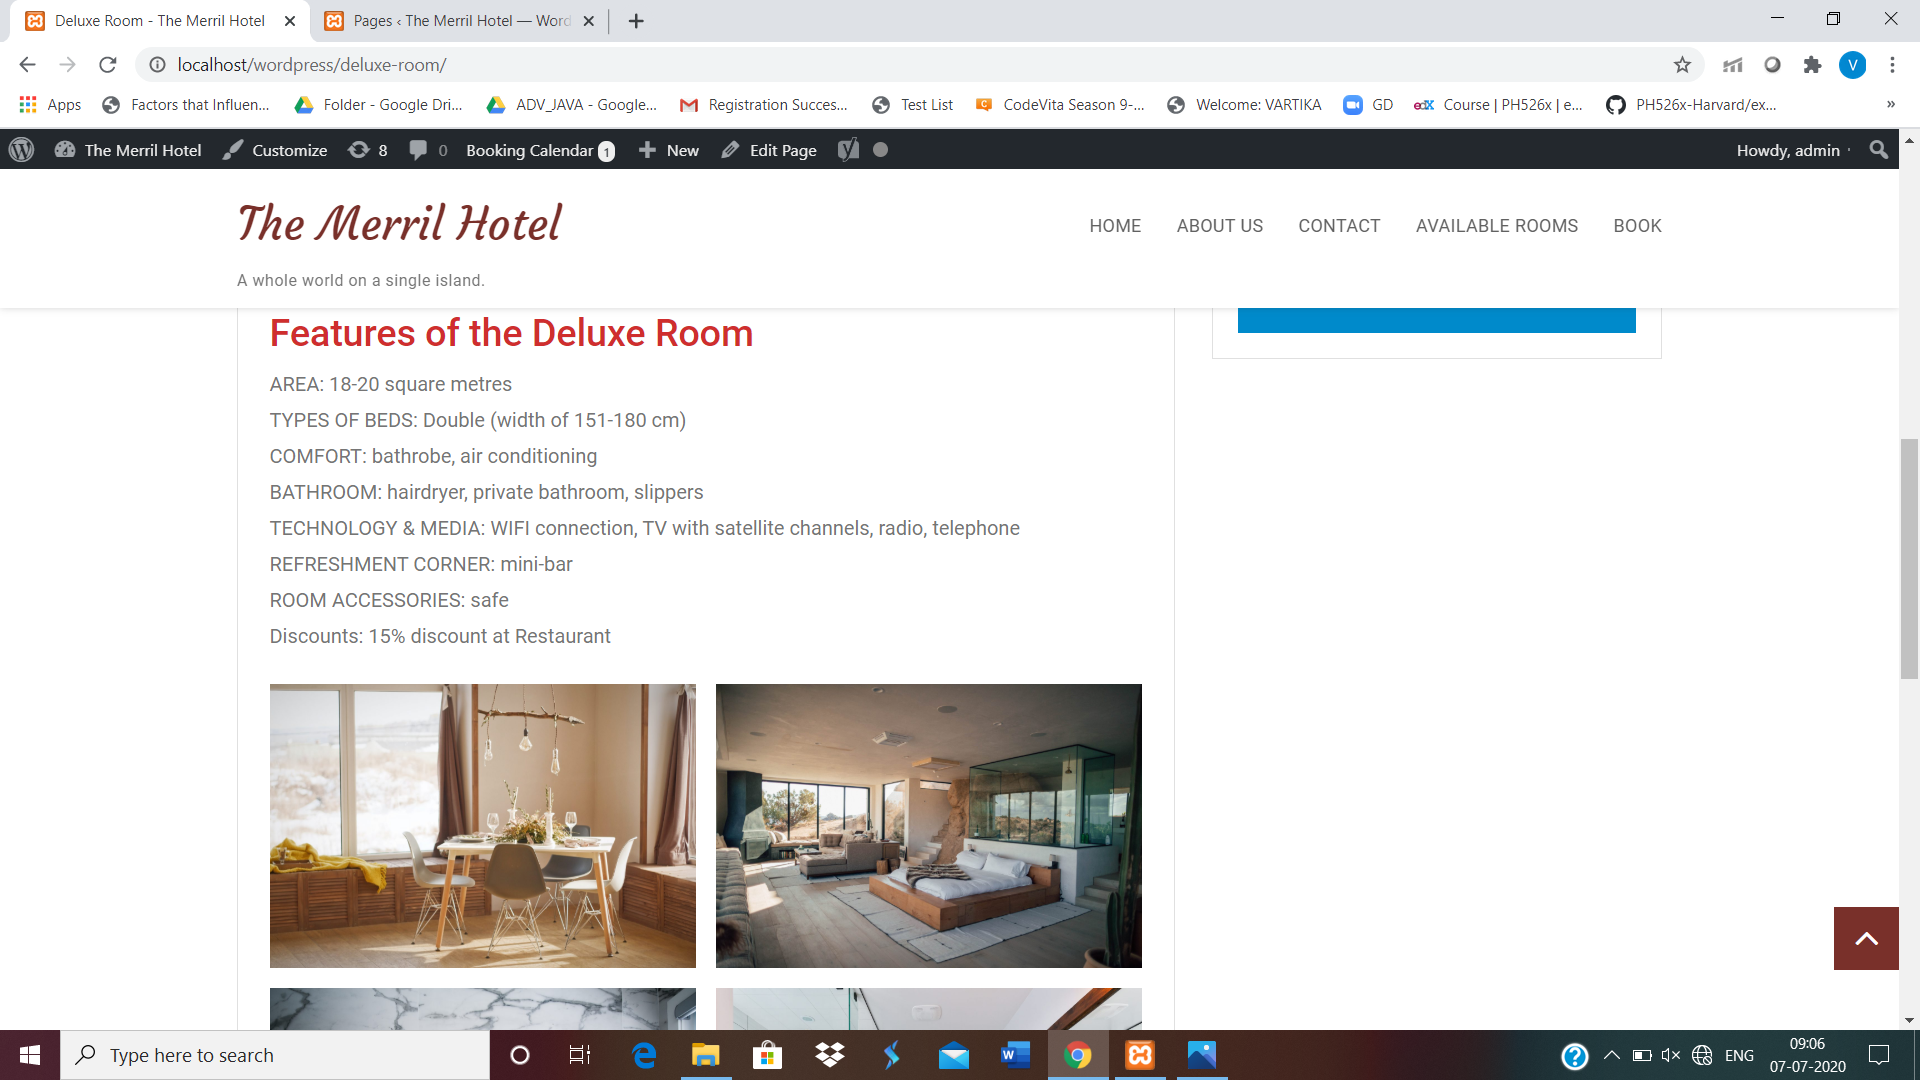 Deluxe Room - The Merril Hotel
Pages ‹ The Merril Hotel — Word
localhost/wordpress/deluxe-room/
V
Apps
Factors that Influen...
Folder - Google Dri...
ADV_JAVA - Google...
Registration Succes...
Test List
CodeVita Season 9-...
Welcome: VARTIKA
GD
edX Course | PH526x | e...
PH526x-Harvard/ex...
»
The Merril Hotel
Customize
8
0
Booking Calendar 1
New
Edit Page
Howdy, admin
The Merril Hotel
HOME
ABOUT US
CONTACT
AVAILABLE ROOMS
BOOK
A whole world on a single island.
Features of the Deluxe Room
AREA: 18-20 square metres
TYPES OF BEDS: Double (width of 151-180 cm)
COMFORT: bathrobe, air conditioning
BATHROOM: hairdryer, private bathroom, slippers
TECHNOLOGY & MEDIA: WIFI connection, TV with satellite channels, radio, telephone
REFRESHMENT CORNER: mini-bar
ROOM ACCESSORIES: safe
Discounts: 15% discount at Restaurant
Type here to search
ENG
09:06
07-07-2020